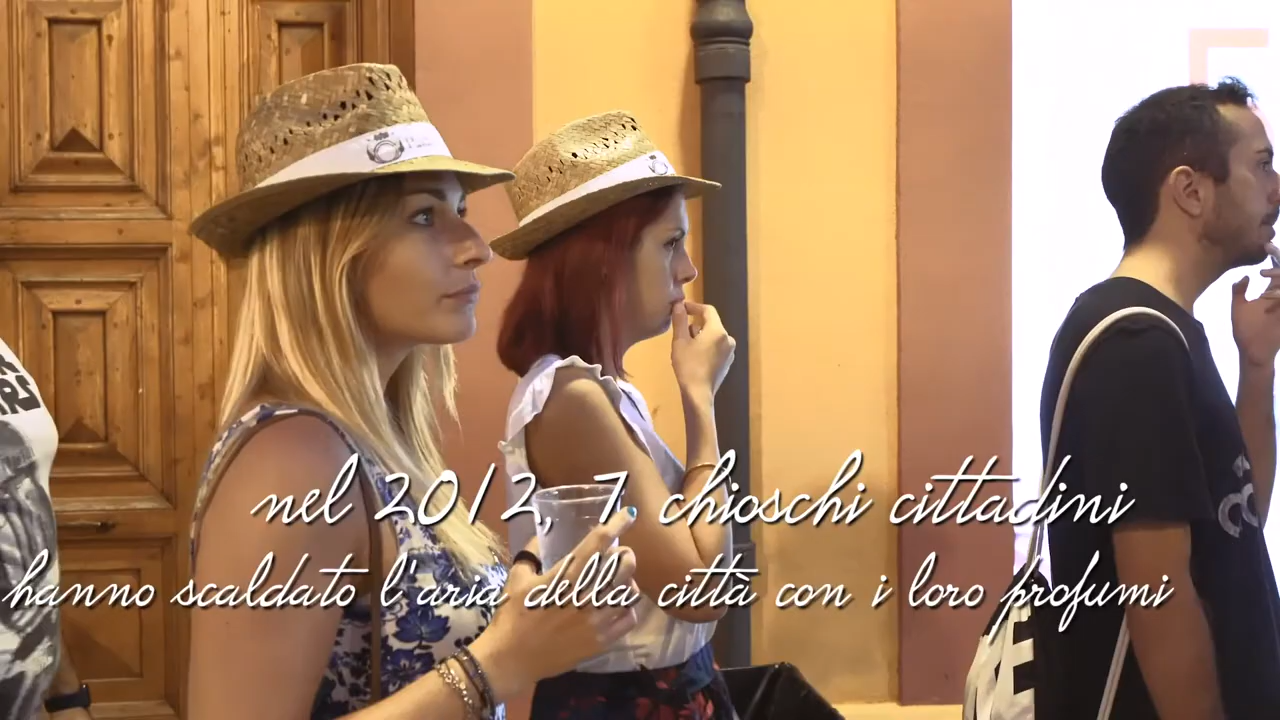 nel 2012, 7 chioschi cittadini
hanno scaldato l'aria della città con i loro profumi